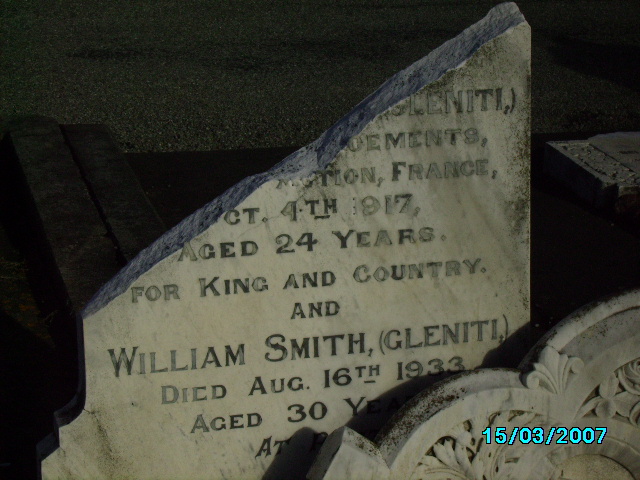 (GLENITI,)
ACTION, FRANCE,
OCT. 4TH 1917,
AGED 24 YEARS.
FOR KING AND COUNTRY.
AND
WILLIAM SMITH, (GLENITI,)
DIED AUG. 16TH 1933
AGED 30
AT
15/03/2007